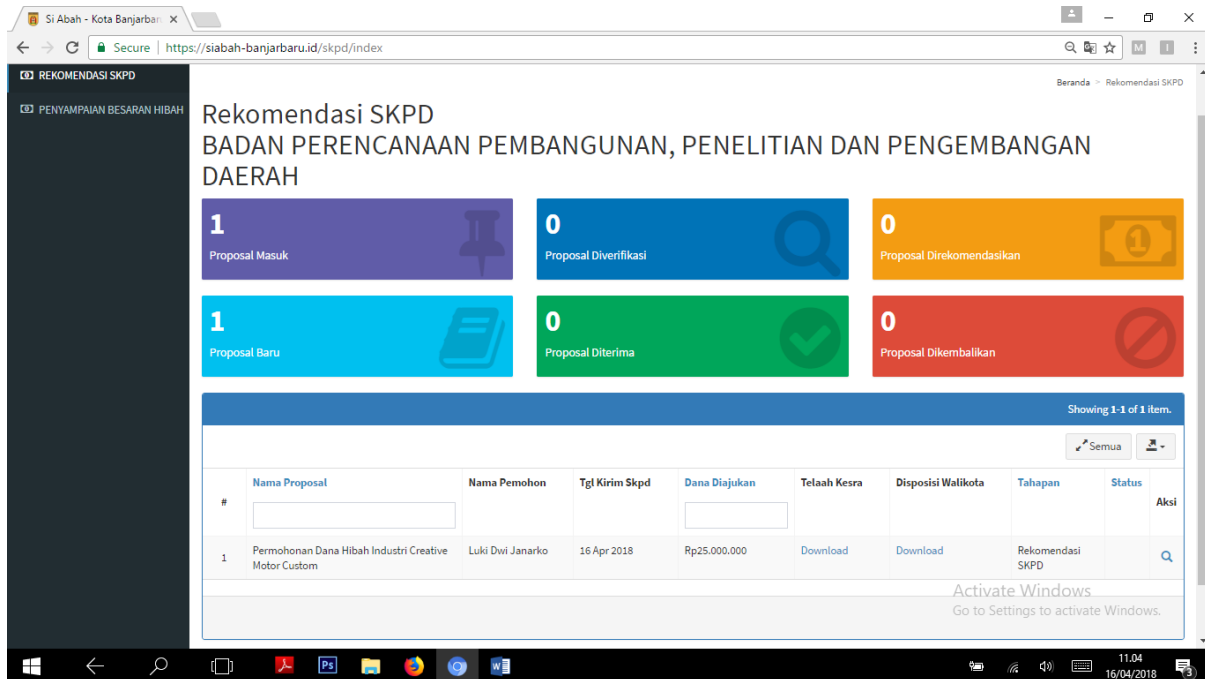 Si Abah - Kota Banjarbar
Secure | https://siabah-banjarbaru.id/skpd/index
REKOMENDASI SKPD
PENYAMPAIAN BESARAN HIBAH
Beranda > Rekomendasi SKPD
Rekomendasi SKPD
BADAN PERENCANAAN PEMBANGUNAN, PENELITIAN DAN PENGEMBANGAN
DAERAH
1
Proposal Masuk
0
Proposal Diverifikasi
0
Proposal Direkomendasikan
1
Proposal Baru
0
Proposal Diterima
0
Proposal Dikembalikan
Showing 1-1 of 1 item.
Semua
# Nama Proposal Nama Pemohon Tgl Kirim Skpd Dana Diajukan Telaah Kesra Disposisi Walikota Tahapan Status Aksi
1 Permohonan Dana Hibah Industri Creative Luki Dwi Janarko 16 Apr 2018 Rp25.000.000 Download Download Rekomendasi
Motor Custom SKPD
Activate Windows
Go to Settings to activate Windows.
Ps
11.04
16/04/2018
3